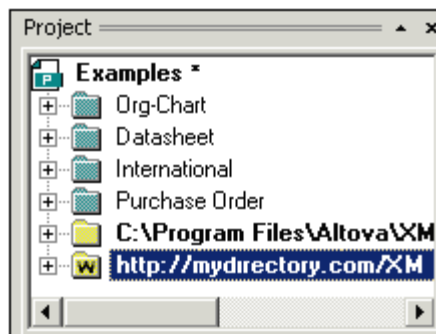 Project
Examples *
Org-Chart
Datasheet
International
Purchase Order
C:\Program Files\Altova\XM
W http://mydirectory.com/XM